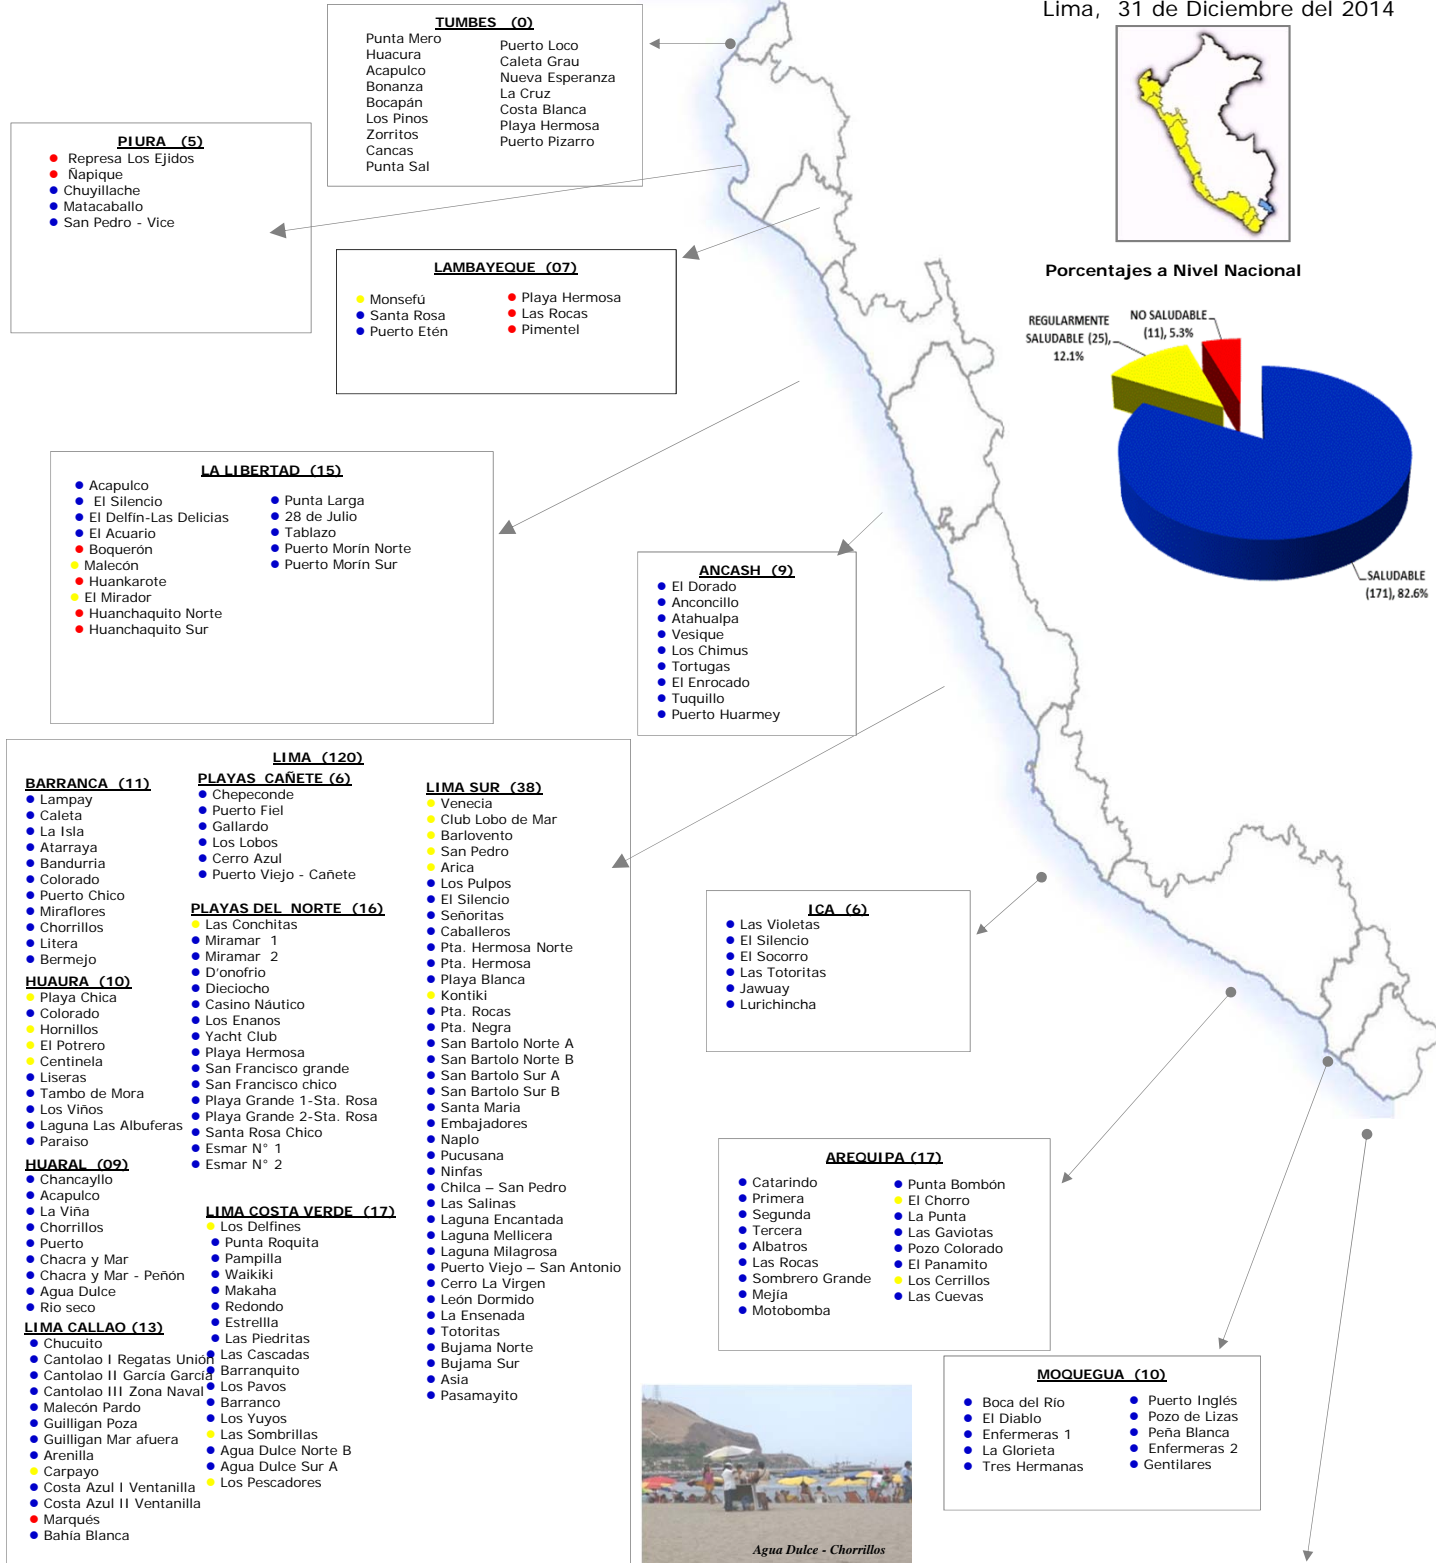 Lima, 31 de Diciembre del 2014
TUMBES (0)
Punta Mero
Huacura
Acapulco
Bonanza
Bocapán
Los Pinos
Zorritos
Cancas
Punta Sal
Puerto Loco
Caleta Grau
Nueva Esperanza
La Cruz
Costa Blanca
Playa Hermosa
Puerto Pizarro
PIURA (5)
Represa Los Ejidos
Ñapique
Chuyillache
Matacaballo
San Pedro - Vice
LAMBAYEQUE (07)
Monsefú
Santa Rosa
Puerto Etén
Playa Hermosa
Las Rocas
Pimentel
Porcentajes a Nivel Nacional
REGULARMENTE
SALUDABLE (25),
12.1%
NO SALUDABLE
(11), 5.3%
SALUDABLE
(171), 82.6%
LA LIBERTAD (15)
Acapulco
El Silencio
El Delfín-Las Delicias
El Acuario
Boquerón
Malecón
Huankarote
El Mirador
Huanchaquito Norte
Huanchaquito Sur
Punta Larga
28 de Julio
Tablazo
Puerto Morín Norte
Puerto Morín Sur
ANCASH (9)
El Dorado
Anconcillo
Atahualpa
Vesique
Los Chimus
Tortugas
El Enrocado
Tuquillo
Puerto Huarmey
LIMA (120)
BARRANCA (11)
Lampay
Caleta
La Isla
Atarraya
Bandurria
Colorado
Puerto Chico
Miraflores
Chorrillos
Litera
Bermejo
HUAURA (10)
Playa Chica
Colorado
Hornillos
El Potrero
Centinela
Liseras
Tambo de Mora
Los Viños
Laguna Las Albuferas
Paraiso
HUARAL (09)
Chancayllo
Acapulco
La Viña
Chorrillos
Puerto
Chacra y Mar
Chacra y Mar - Peñón
Agua Dulce
Rio seco
LIMA CALLAO (13)
Chucuito
Cantolao I Regatas Unión
Cantolao II García García
Cantolao III Zona Naval
Malecón Pardo
Guilligan Poza
Guilligan Mar afuera
Arenilla
Carpayo
Costa Azul I Ventanilla
Costa Azul II Ventanilla
Marqués
Bahía Blanca
PLAYAS CAÑETE (6)
Chepeconde
Puerto Fiel
Gallardo
Los Lobos
Cerro Azul
Puerto Viejo - Cañete
PLAYAS DEL NORTE (16)
Las Conchitas
Miramar 1
Miramar 2
D'onofrio
Dieciocho
Casino Náutico
Los Enanos
Yacht Club
Playa Hermosa
San Francisco grande
San Francisco chico
Playa Grande 1-Sta. Rosa
Playa Grande 2-Sta. Rosa
Santa Rosa Chico
Esmar N° 1
Esmar N° 2
LIMA COSTA VERDE (17)
Los Delfines
Punta Roquita
Pampilla
Waikiki
Makaha
Redondo
Estrellla
Las Piedritas
Las Cascadas
Barranquito
Los Pavos
Barranco
Los Yuyos
Las Sombrillas
Agua Dulce Norte B
Agua Dulce Sur A
Los Pescadores
LIMA SUR (38)
Venecia
Club Lobo de Mar
Barlovento
San Pedro
Arica
Los Pulpos
El Silencio
Señoritas
Caballeros
Pta. Hermosa Norte
Pta. Hermosa
Playa Blanca
Kontiki
Pta. Rocas
Pta. Negra
San Bartolo Norte A
San Bartolo Norte B
San Bartolo Sur A
San Bartolo Sur B
Santa Maria
Embajadores
Naplo
Pucusana
Ninfas
Chilca – San Pedro
Las Salinas
Laguna Encantada
Laguna Mellicera
Laguna Milagrosa
Puerto Viejo – San Antonio
Cerro La Virgen
León Dormido
La Ensenada
Totoritas
Bujama Norte
Bujama Sur
Asia
Pasamayito
ICA (6)
Las Violetas
El Silencio
El Socorro
Las Totoritas
Jawuay
Lurichincha
AREQUIPA (17)
Catarindo
Primera
Segunda
Tercera
Albatros
Las Rocas
Sombrero Grande
Mejía
Motobomba
Punta Bombón
El Chorro
La Punta
Las Gaviotas
Pozo Colorado
El Panamito
Los Cerrillos
Las Cuevas
MOQUEGUA (10)
Boca del Río
El Diablo
Enfermeras 1
La Glorieta
Tres Hermanas
Puerto Inglés
Pozo de Lizas
Peña Blanca
Enfermeras 2
Gentilares
Agua Dulce - Chorrillos